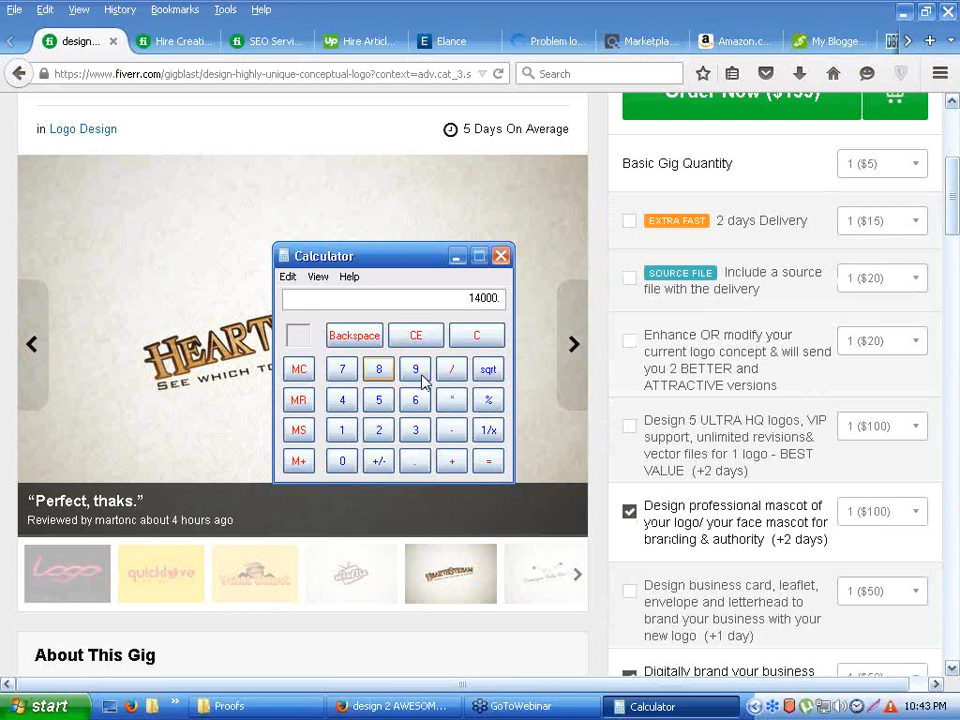 File Edit View History Bookmarks Tools Help
design...
Hire Creati...
SEO Servi...
Up Hire Articl...
E Elance
Problem lo...
Marketpla...
a Amazon.c...
My Blogge...
https://www.fiverr.com/gigblast/design-highly-unique-conceptual-logo?context=adv.cat_3.s
Search
Order Now ($155)
in Logo Design
5 Days On Average
Basic Gig Quantity
1 ($5)
EXTRA FAST 2 days Delivery
1 ($15)
SOURCE FILE Include a source
file with the delivery
1 ($20)
Enhance OR modify your
current logo concept & will send
you 2 BETTER and
ATTRACTIVE versions
1 ($20)
Design 5 ULTRA HQ logos, VIP
support, unlimited revisions&
vector files for 1 logo - BEST
VALUE (+2 days)
1 ($100)
Design professional mascot of
your logo/ your face mascot for
branding & authority (+2 days)
1 ($100)
Design business card, leaflet,
envelope and letterhead to
brand your business with your
new logo (+1 day)
1 ($50)
Digitally brand your business
Calculator
Edit View Help
14000.
Backspace CE C
MC 7 8 9 / sqrt
MR 4 5 6 * %
MS 1 2 3 - 1/x
M+ 0 +/- . + =
HEART
SEE WHICH TO
“Perfect, thaks.”
Reviewed by martonc about 4 hours ago
Logo
quicklove
About This Gig
start
Proofs
design 2 AWESOM...
GoToWebinar
Calculator
10:43 PM